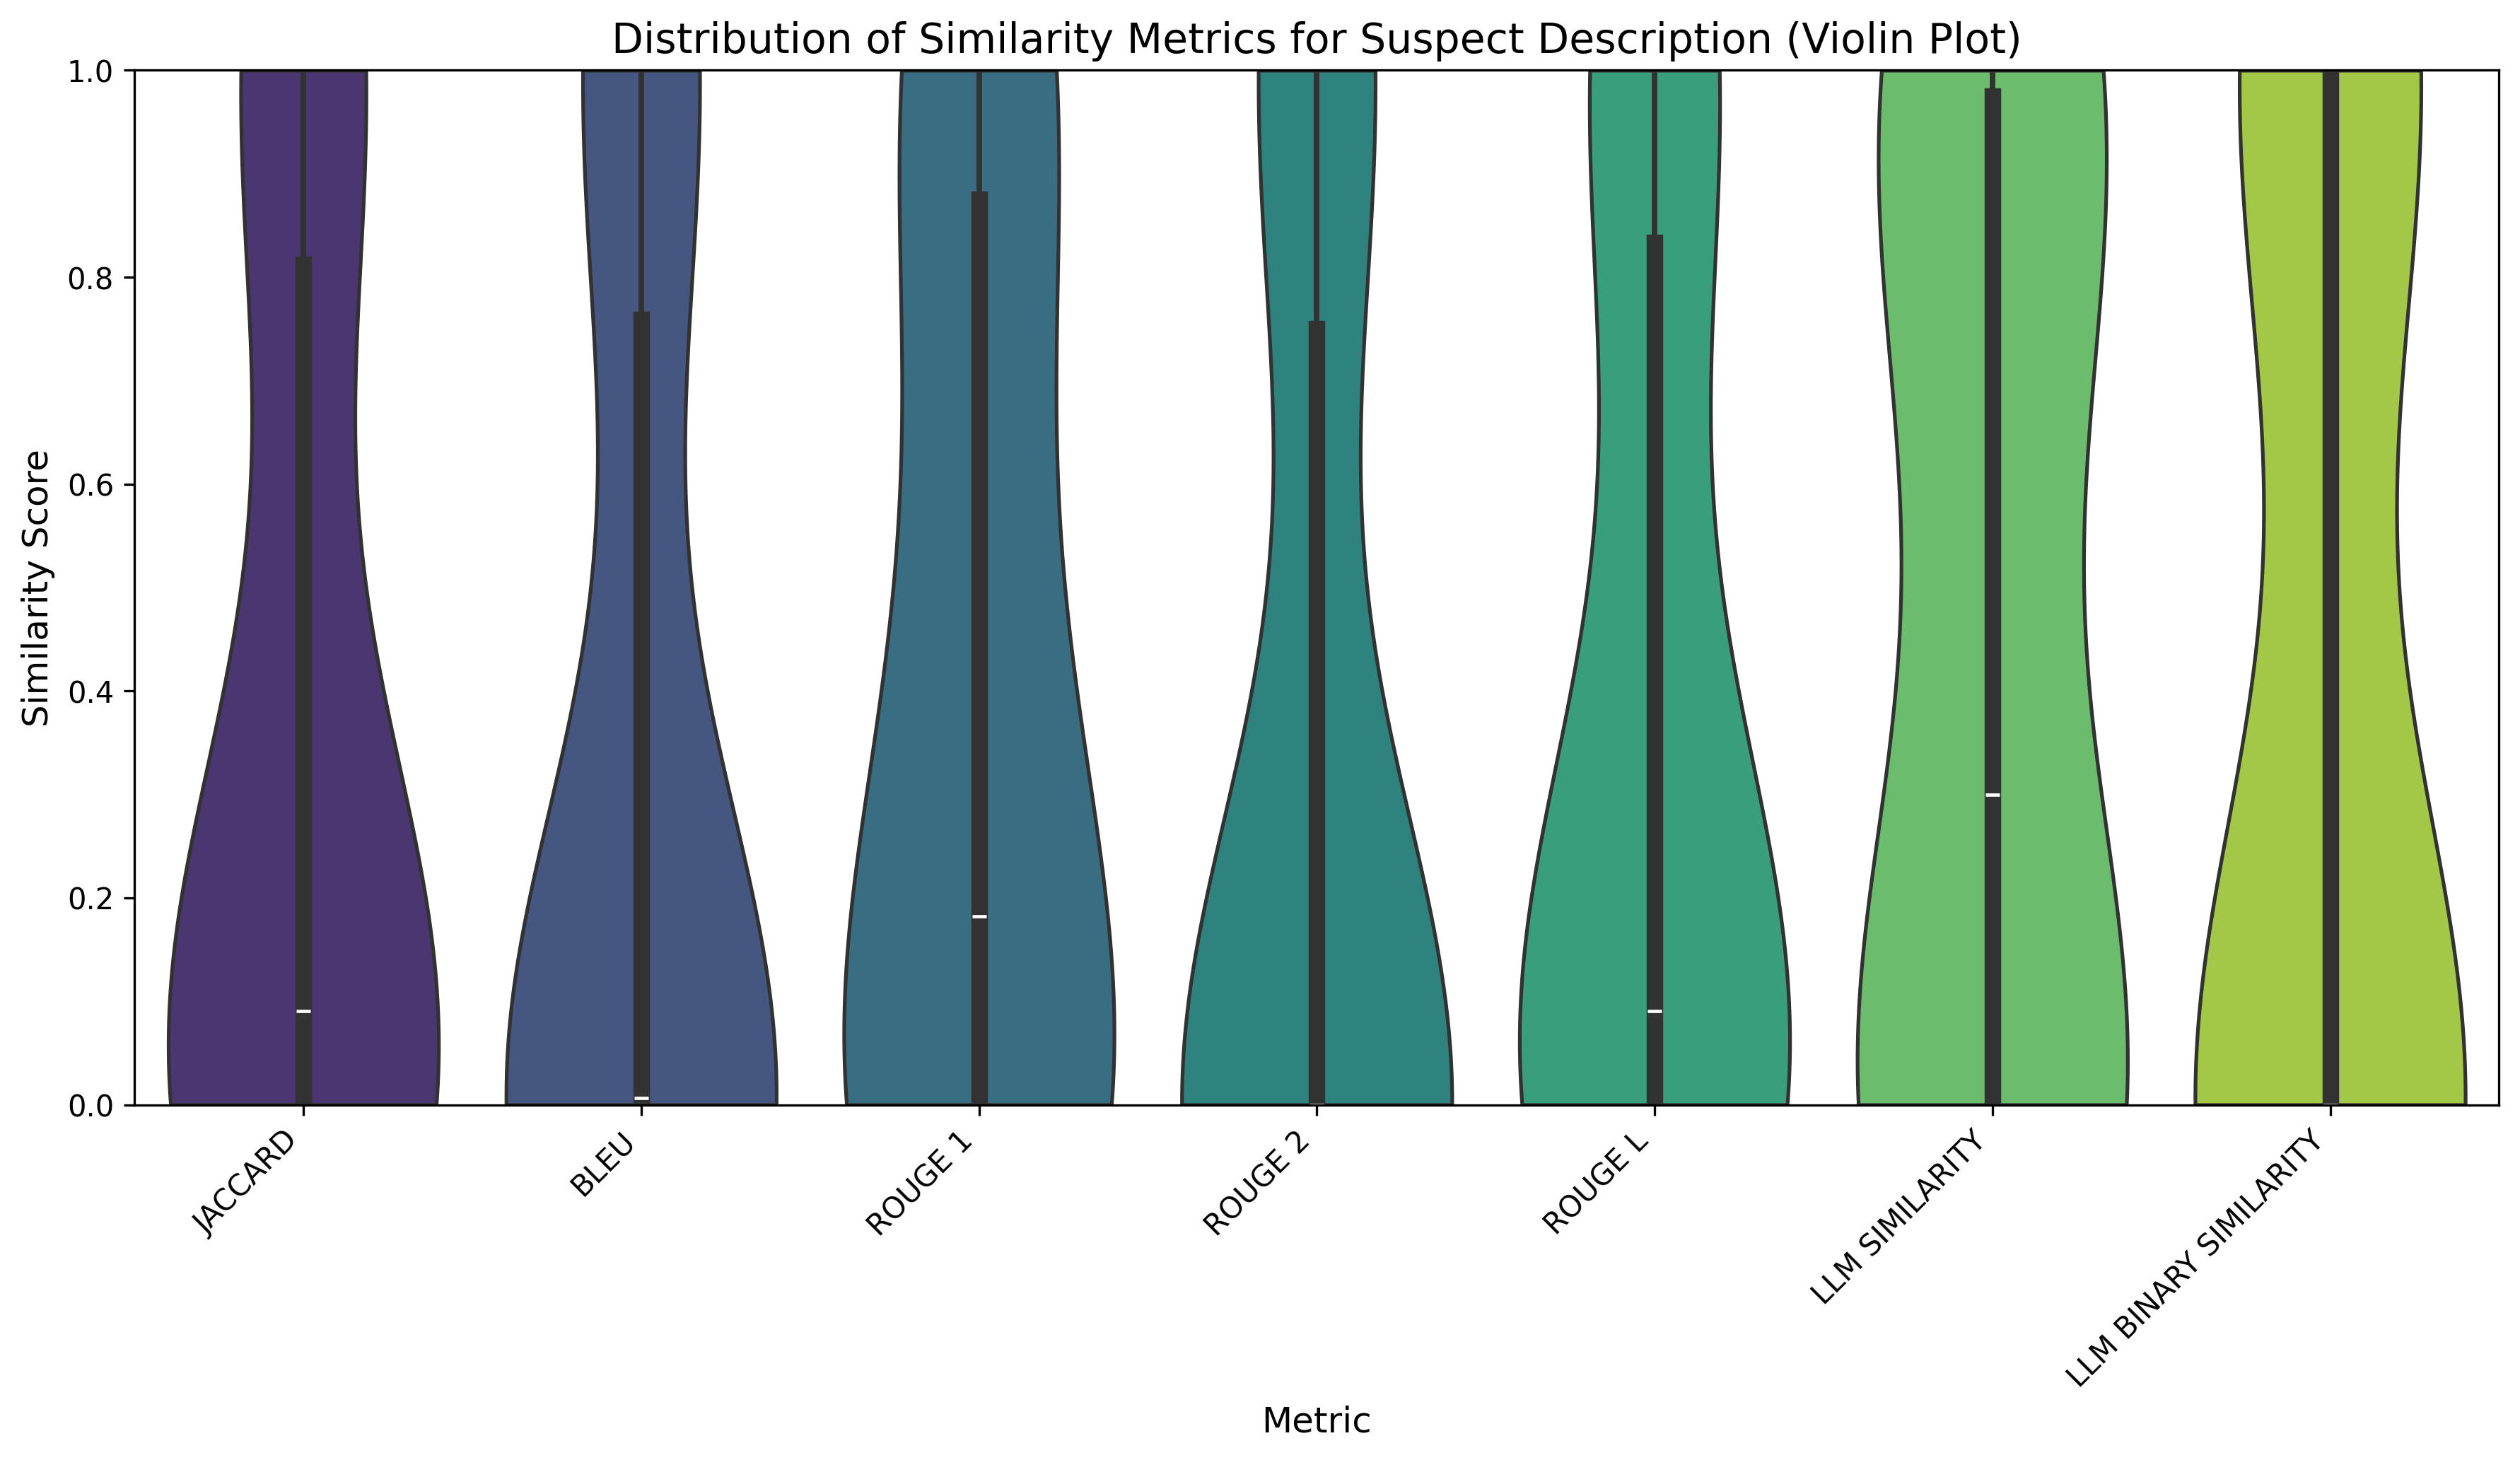 Distribution of Similarity Metrics for Suspect Description (Violin Plot)
Similarity Score
1.0
0.8
0.6
0.4
0.2
0.0
JACCARD
BLEU
ROUGE 1
ROUGE 2
ROUGE L
LLM SIMILARITY
LLM BINARY SIMILARITY
Metric